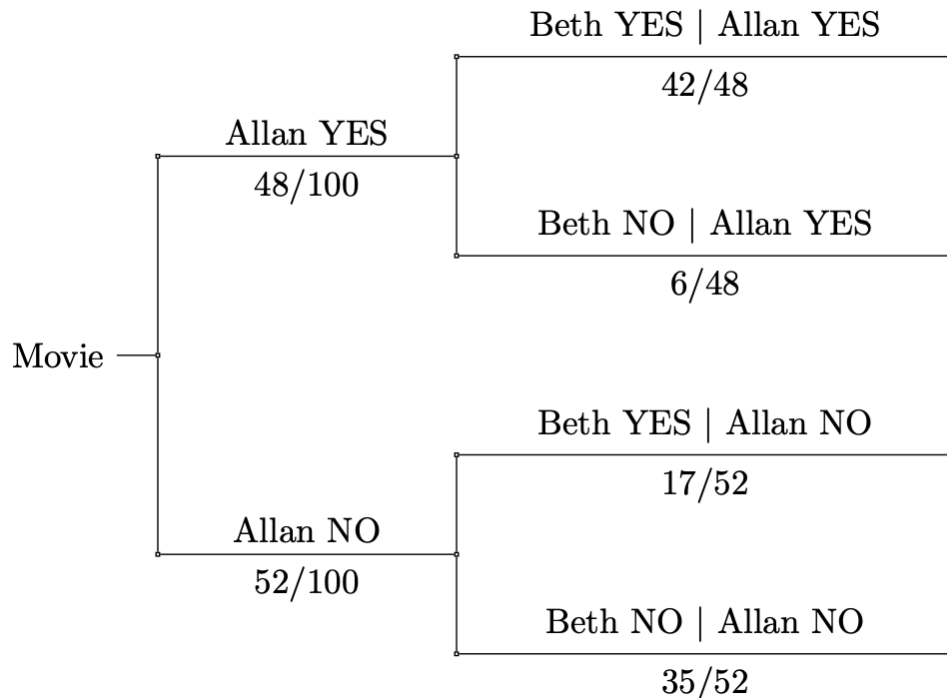 Beth YES | Allan YES
42/48
Allan YES
48/100
Beth NO | Allan YES
6/48
Movie
Beth YES | Allan NO
17/52
Allan NO
52/100
Beth NO | Allan NO
35/52